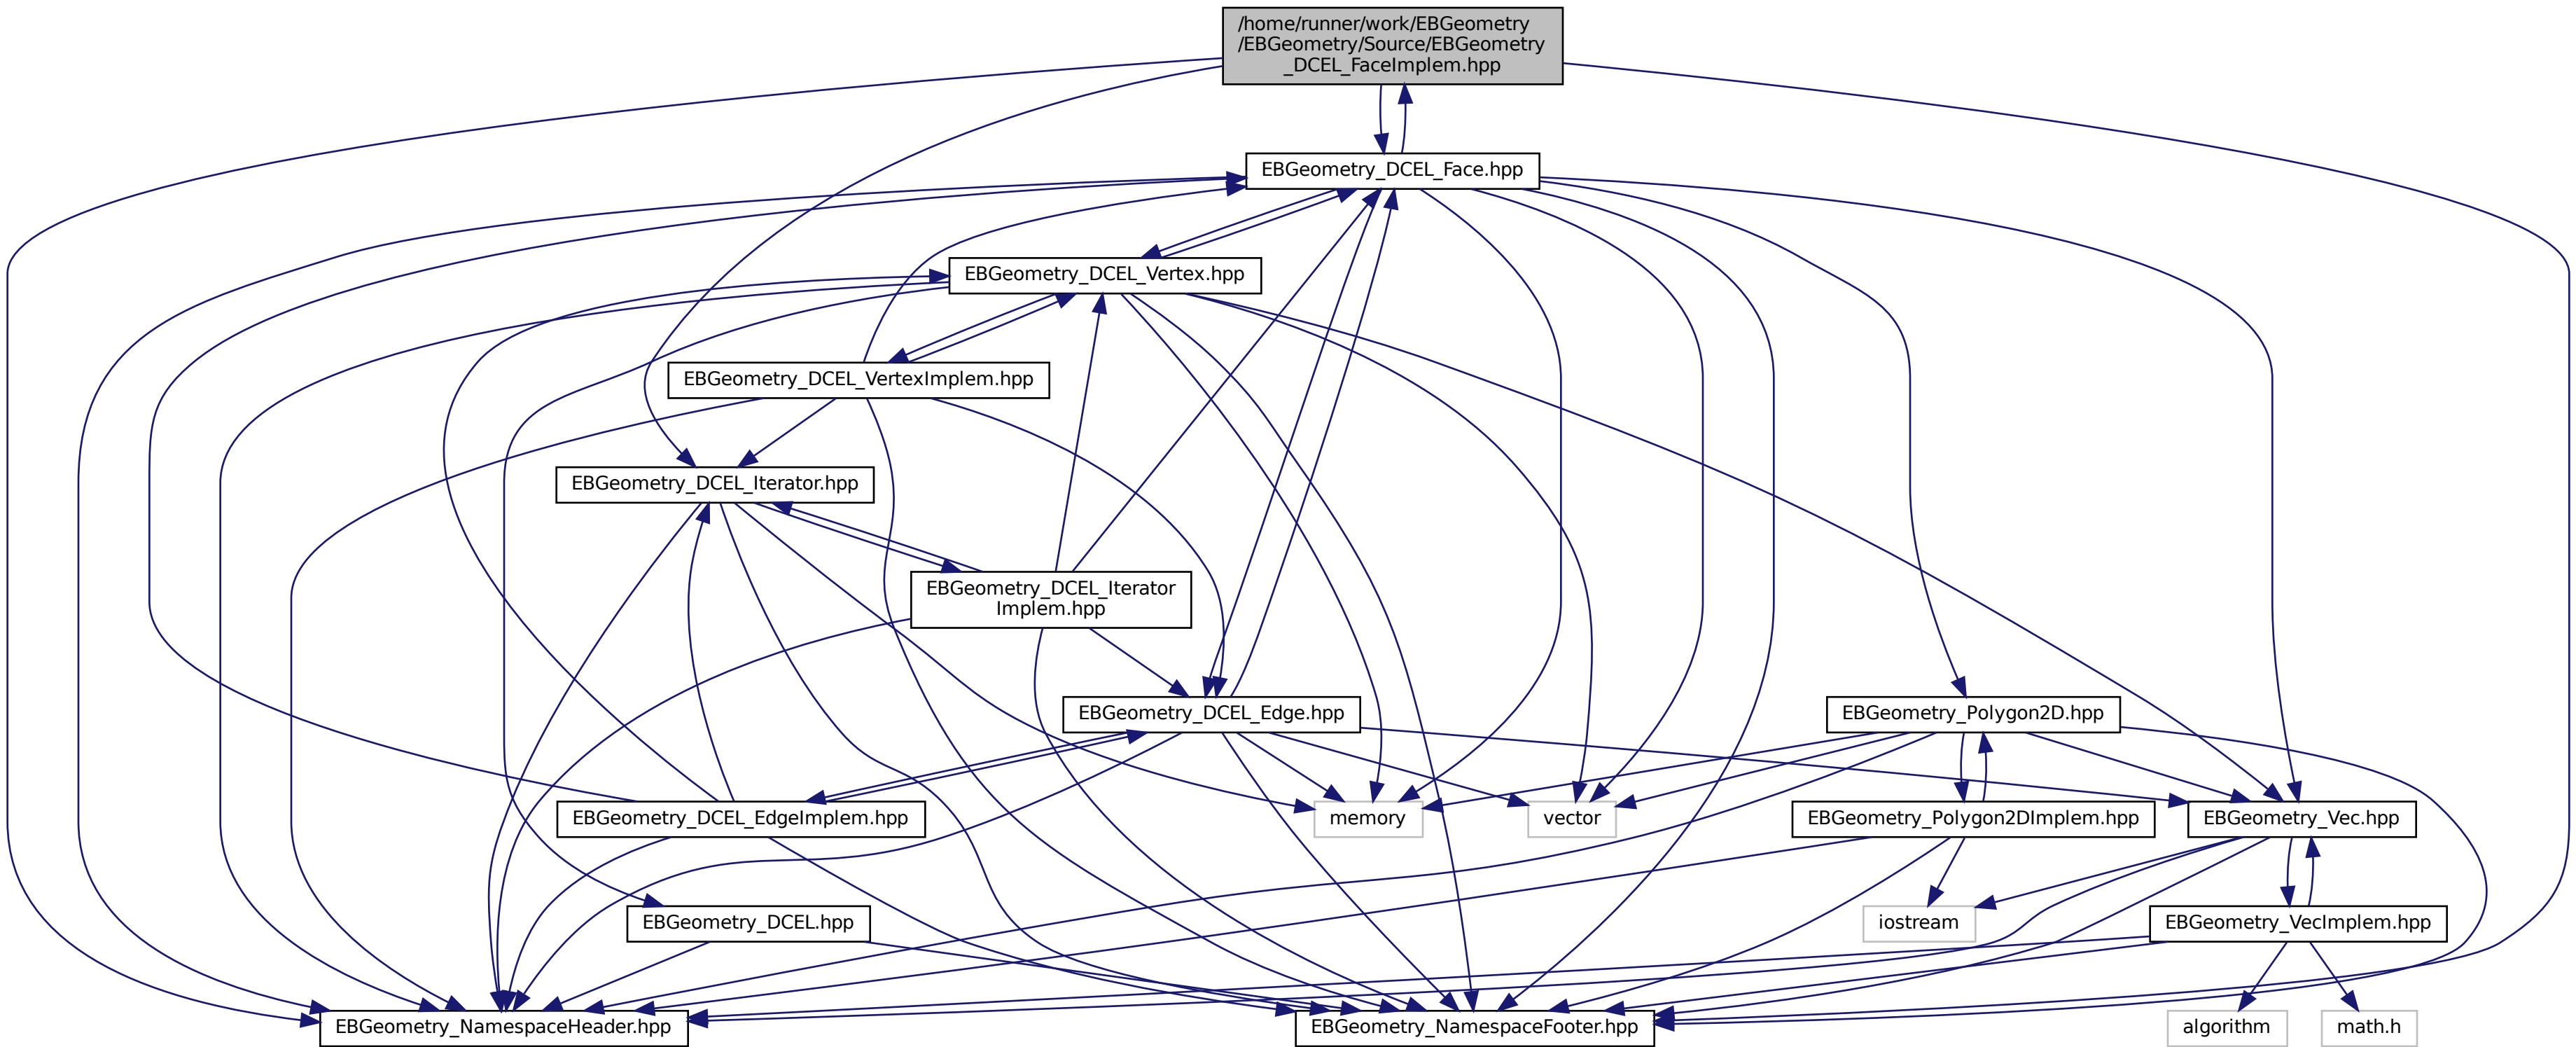 /home/runner/work/EBGeometry
/EBGeometry/Source/EBGeometry
_DCEL_FaceImplem.hpp
EBGeometry_DCEL_Face.hpp
EBGeometry_DCEL_Vertex.hpp
EBGeometry_DCEL_VertexImplem.hpp
EBGeometry_DCEL_Iterator.hpp
EBGeometry_DCEL_Iterator
Implem.hpp
EBGeometry_DCEL_Edge.hpp
EBGeometry_Polygon2D.hpp
EBGeometry_DCEL_EdgeImplem.hpp
memory
vector
EBGeometry_Polygon2DImplem.hpp
EBGeometry_Vec.hpp
EBGeometry_DCEL.hpp
iostream
EBGeometry_VecImplem.hpp
EBGeometry_NamespaceHeader.hpp
EBGeometry_NamespaceFooter.hpp
algorithm
math.h